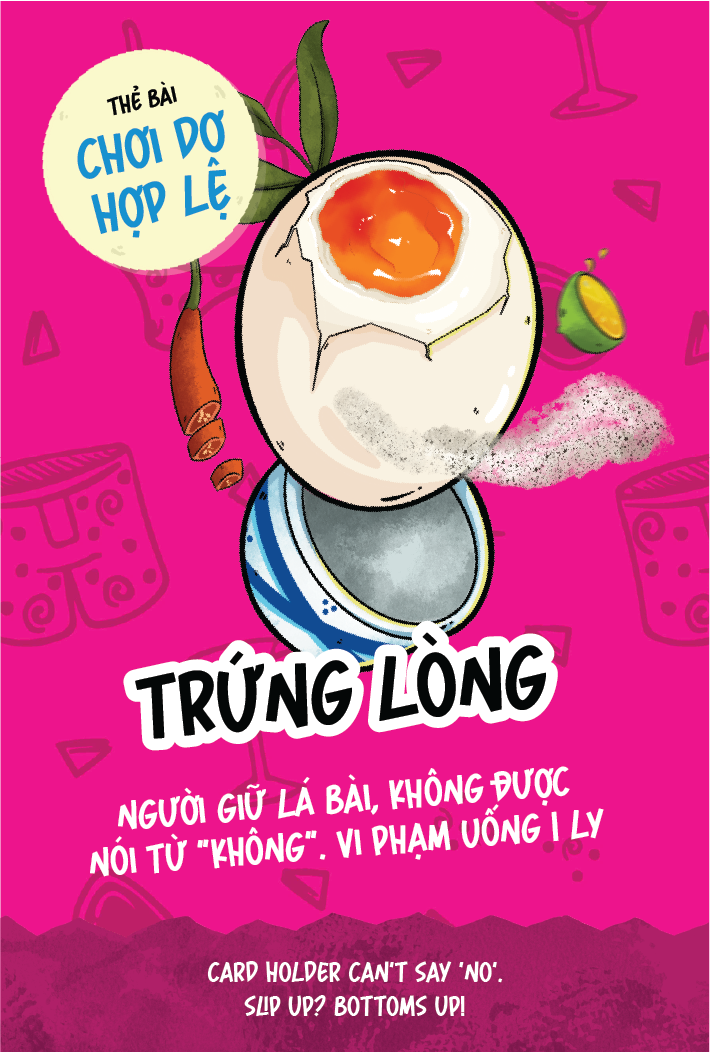 THẺ BÀI
CHƠI DƠ
HỢP LỆ
TRỨNG LÒNG
NGƯỜI GIỮ LÁ BÀI, KHÔNG ĐƯỢC
NÓI TỪ "KHÔNG". VI PHẠM UỐNG 1 LY
CARD HOLDER CAN'T SAY 'NO'.
SLIP UP? BOTTOMS UP!